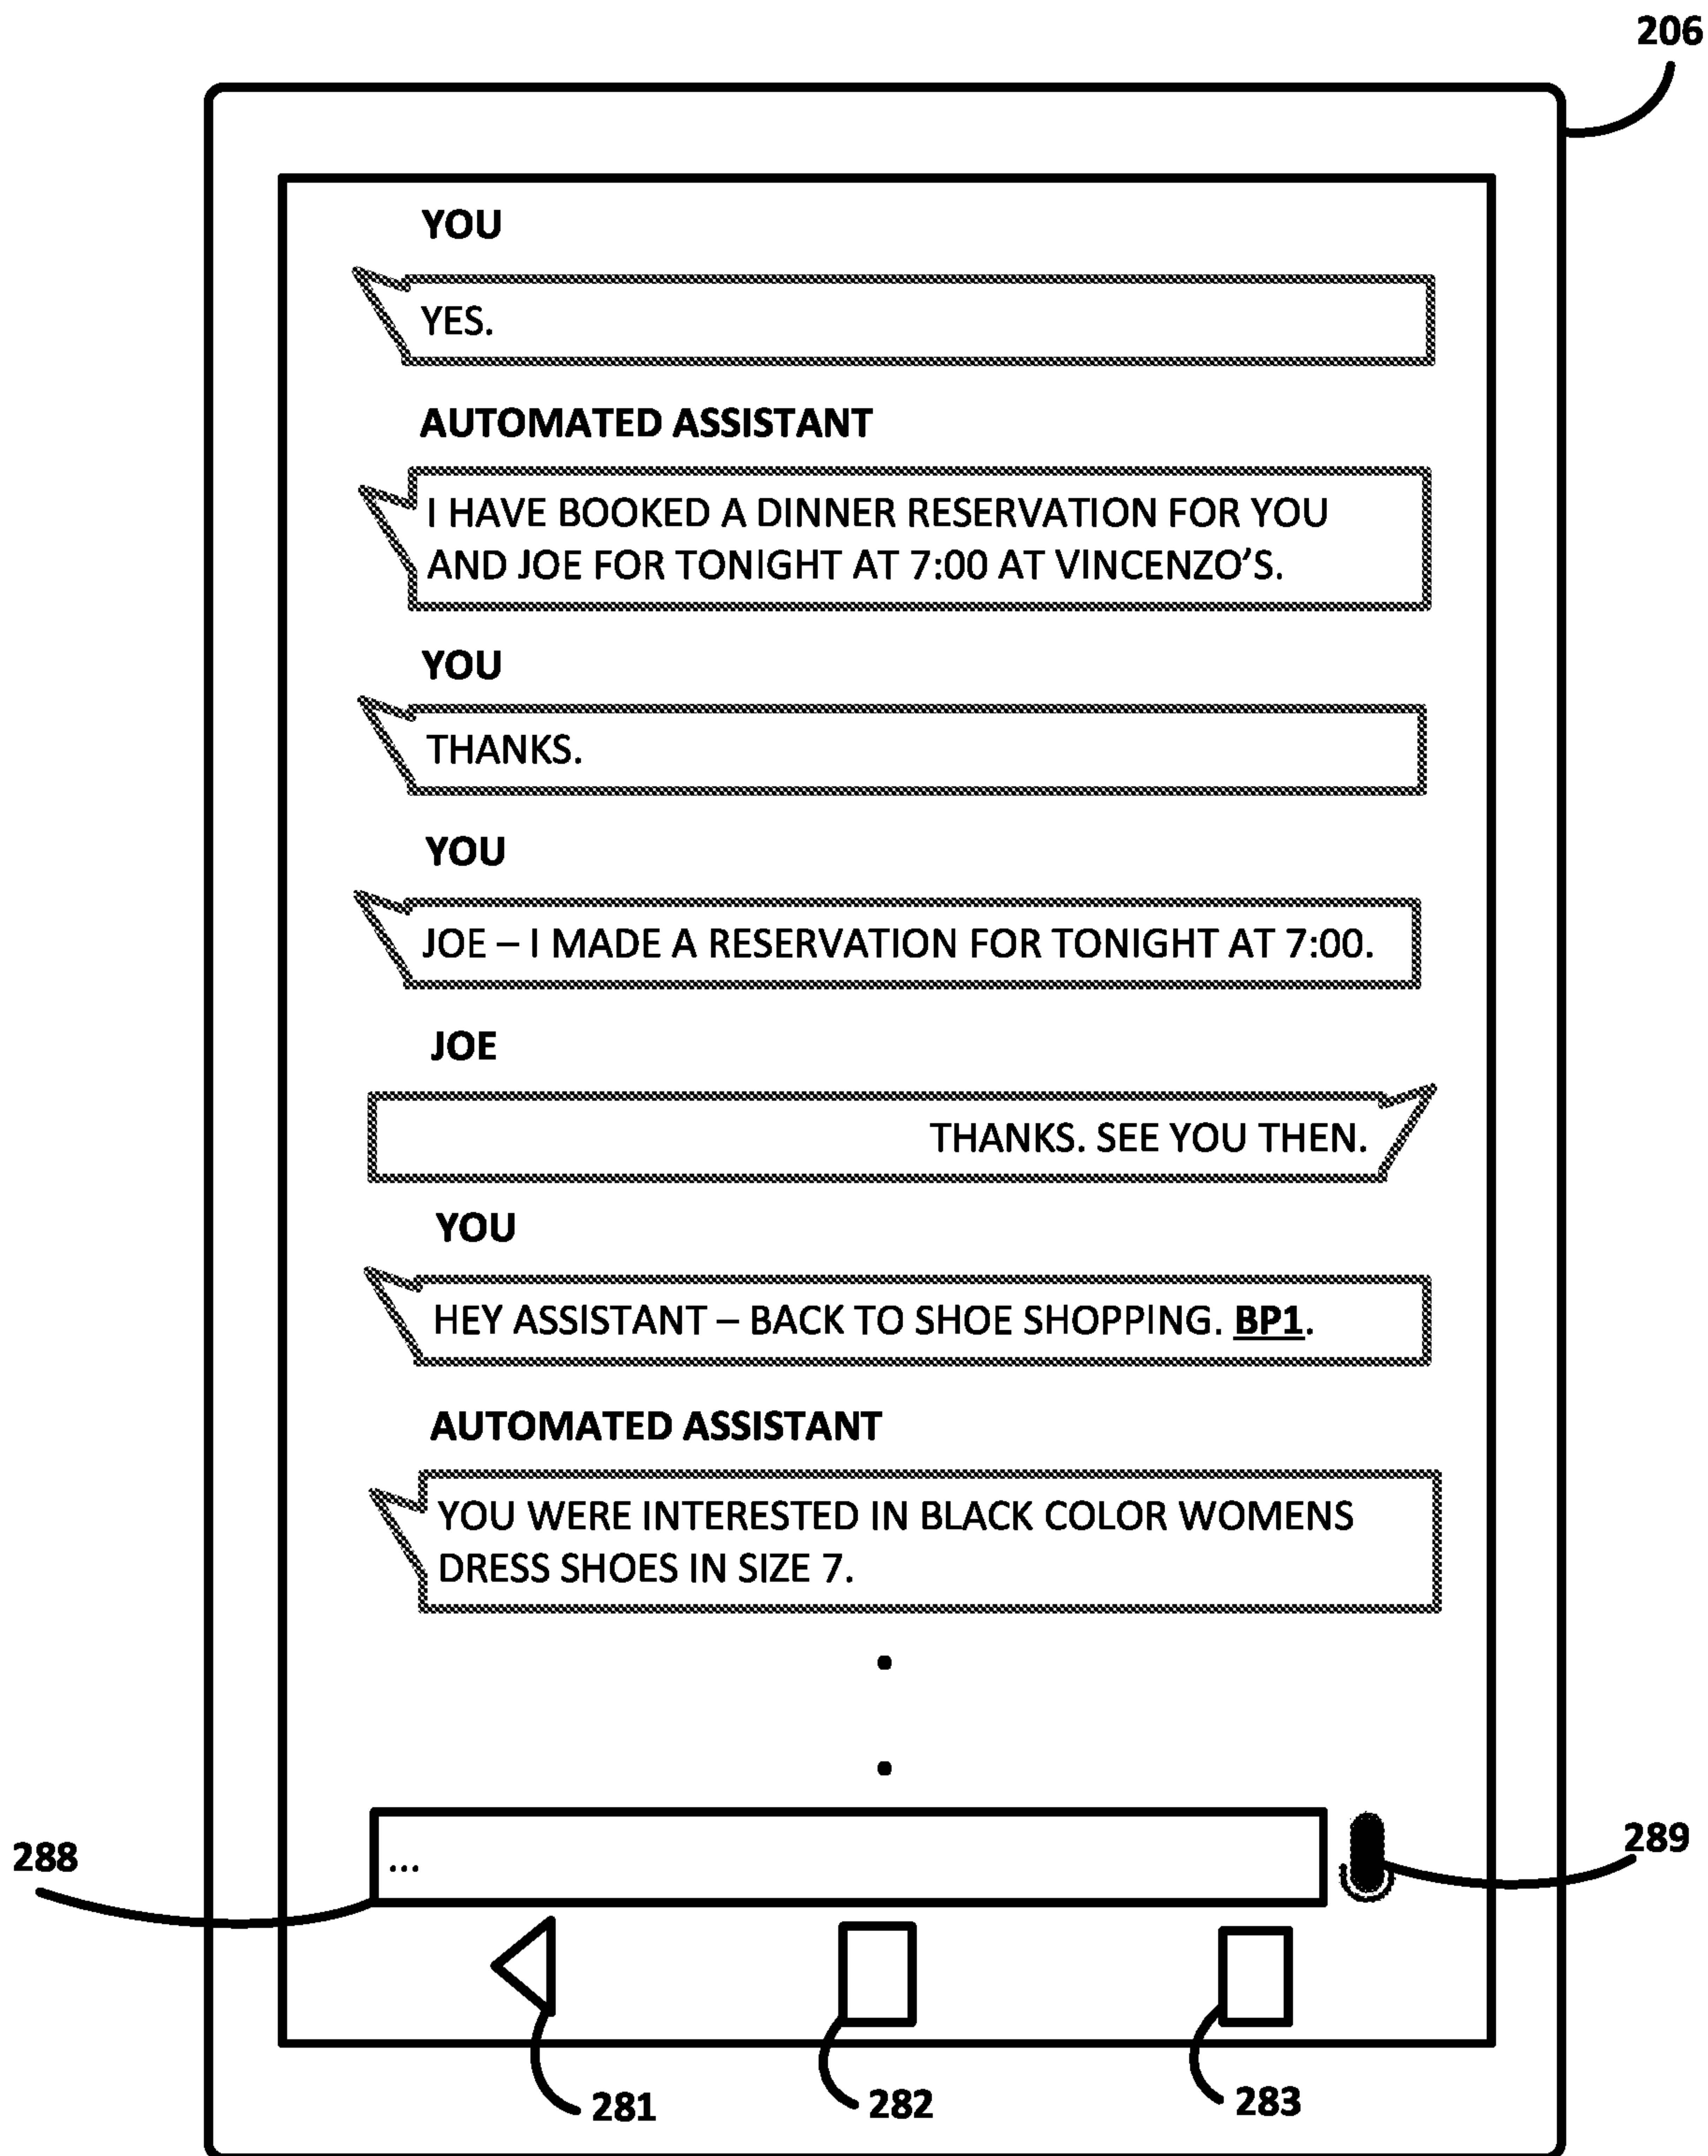 206
YOU
YES.
AUTOMATED ASSISTANT
I HAVE BOOKED A DINNER RESERVATION FOR YOU
AND JOE FOR TONIGHT AT 7:00 AT VINCENZO'S.
YOU
THANKS.
YOU
JOE – I MADE A RESERVATION FOR TONIGHT AT 7:00.
JOE
THANKS. SEE YOU THEN.
YOU
HEY ASSISTANT – BACK TO SHOE SHOPPING. BP1.
AUTOMATED ASSISTANT
YOU WERE INTERESTED IN BLACK COLOR WOMENS
DRESS SHOES IN SIZE 7.
288
...
289
281
282
283